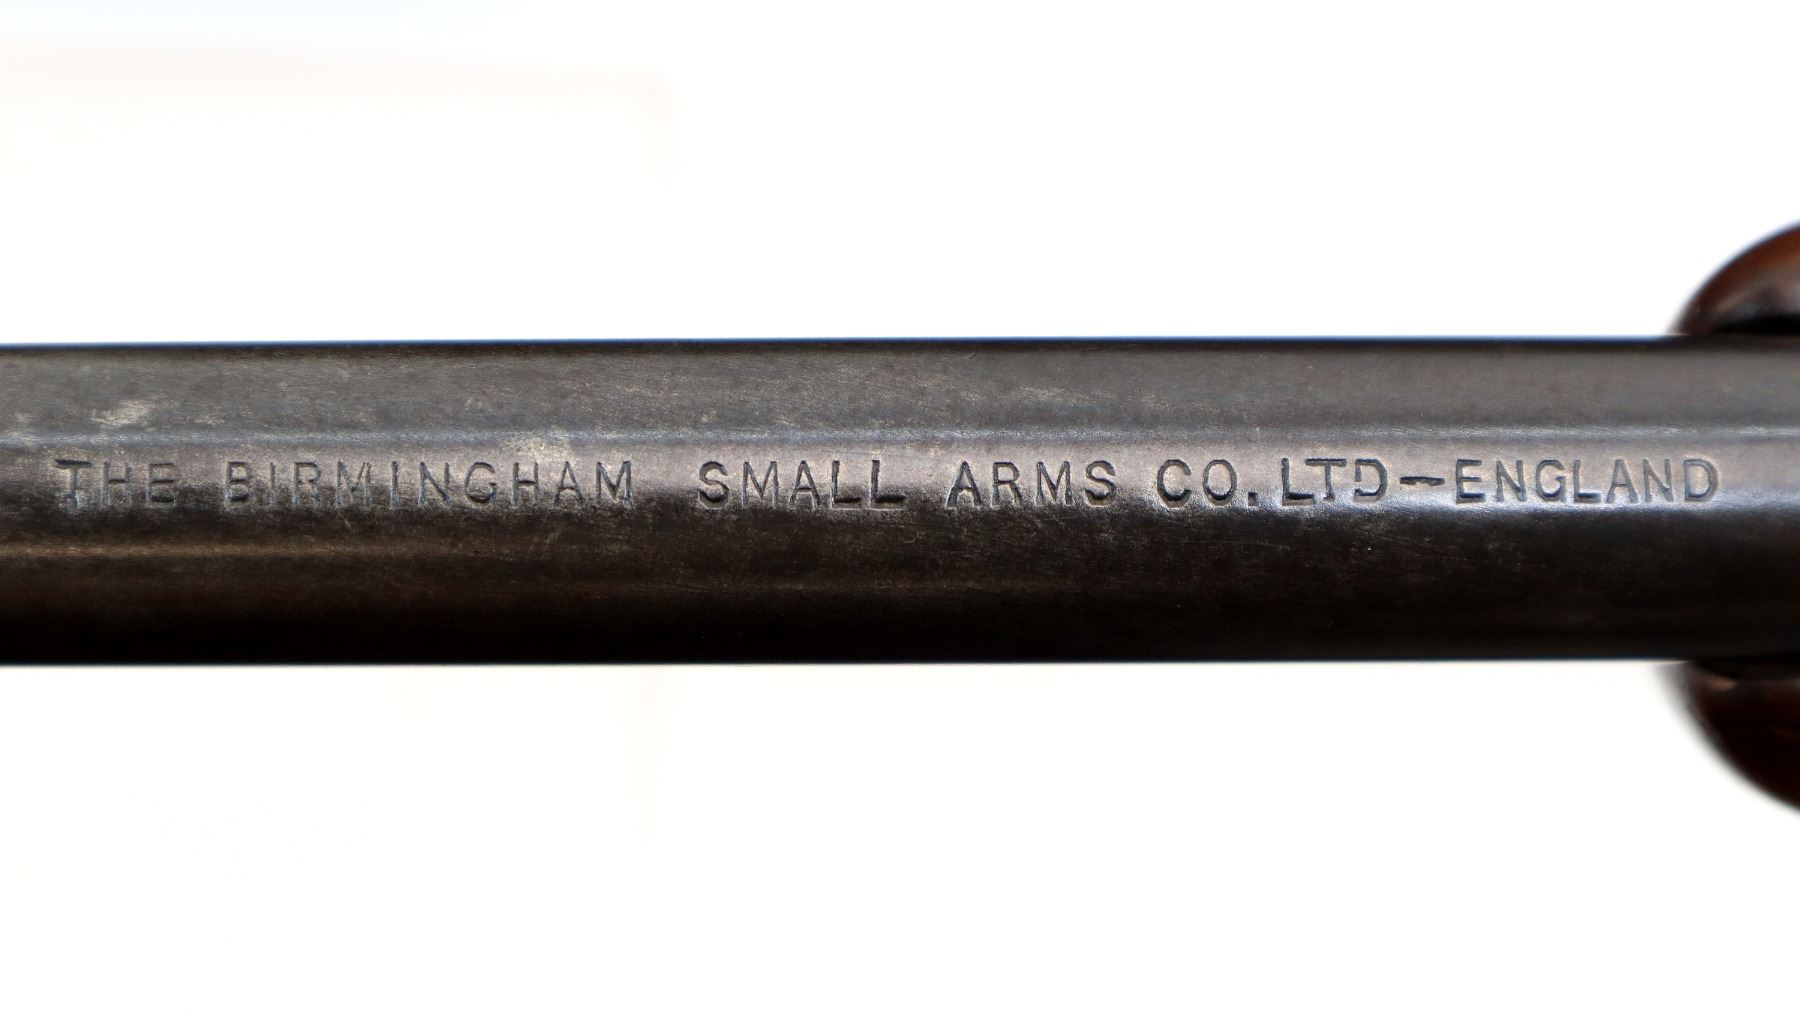 THE BIRMINGHAM SMALL ARMS CO. LTD-ENGLAND